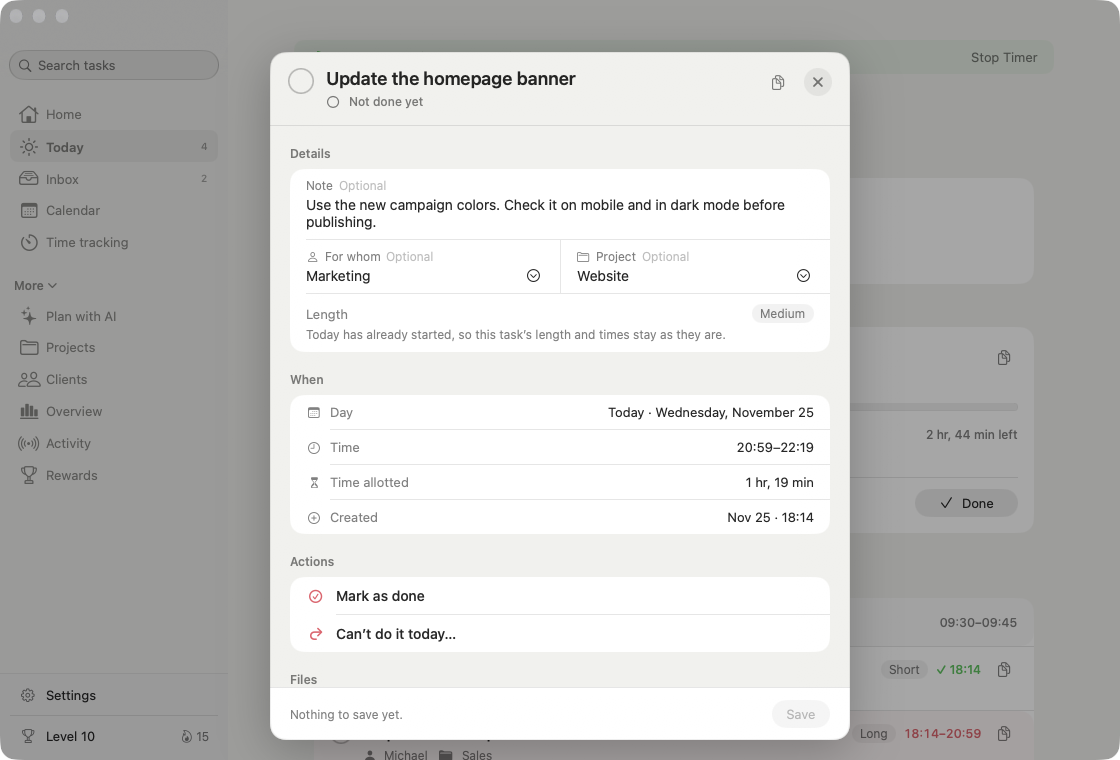 Search tasks
Home
Today 4
Inbox 2
Calendar
Time tracking
More
Plan with AI
Projects
Clients
Overview
Activity
Rewards
Settings
Level 10 15
Stop Timer
Update the homepage banner
Not done yet
Details
Note Optional
Use the new campaign colors. Check it on mobile and in dark mode before
publishing.
For whom Optional
Marketing
Project Optional
Website
Length Medium
Today has already started, so this task’s length and times stay as they are.
When
Day Today · Wednesday, November 25
Time 20:59–22:19
Time allotted 1 hr, 19 min
Created Nov 25 · 18:14
Actions
Mark as done
Can’t do it today...
Files
Nothing to save yet. Save
2 hr, 44 min left
Done
09:30–09:45
Short 18:14
Long 18:14–20:59
Michael Sales